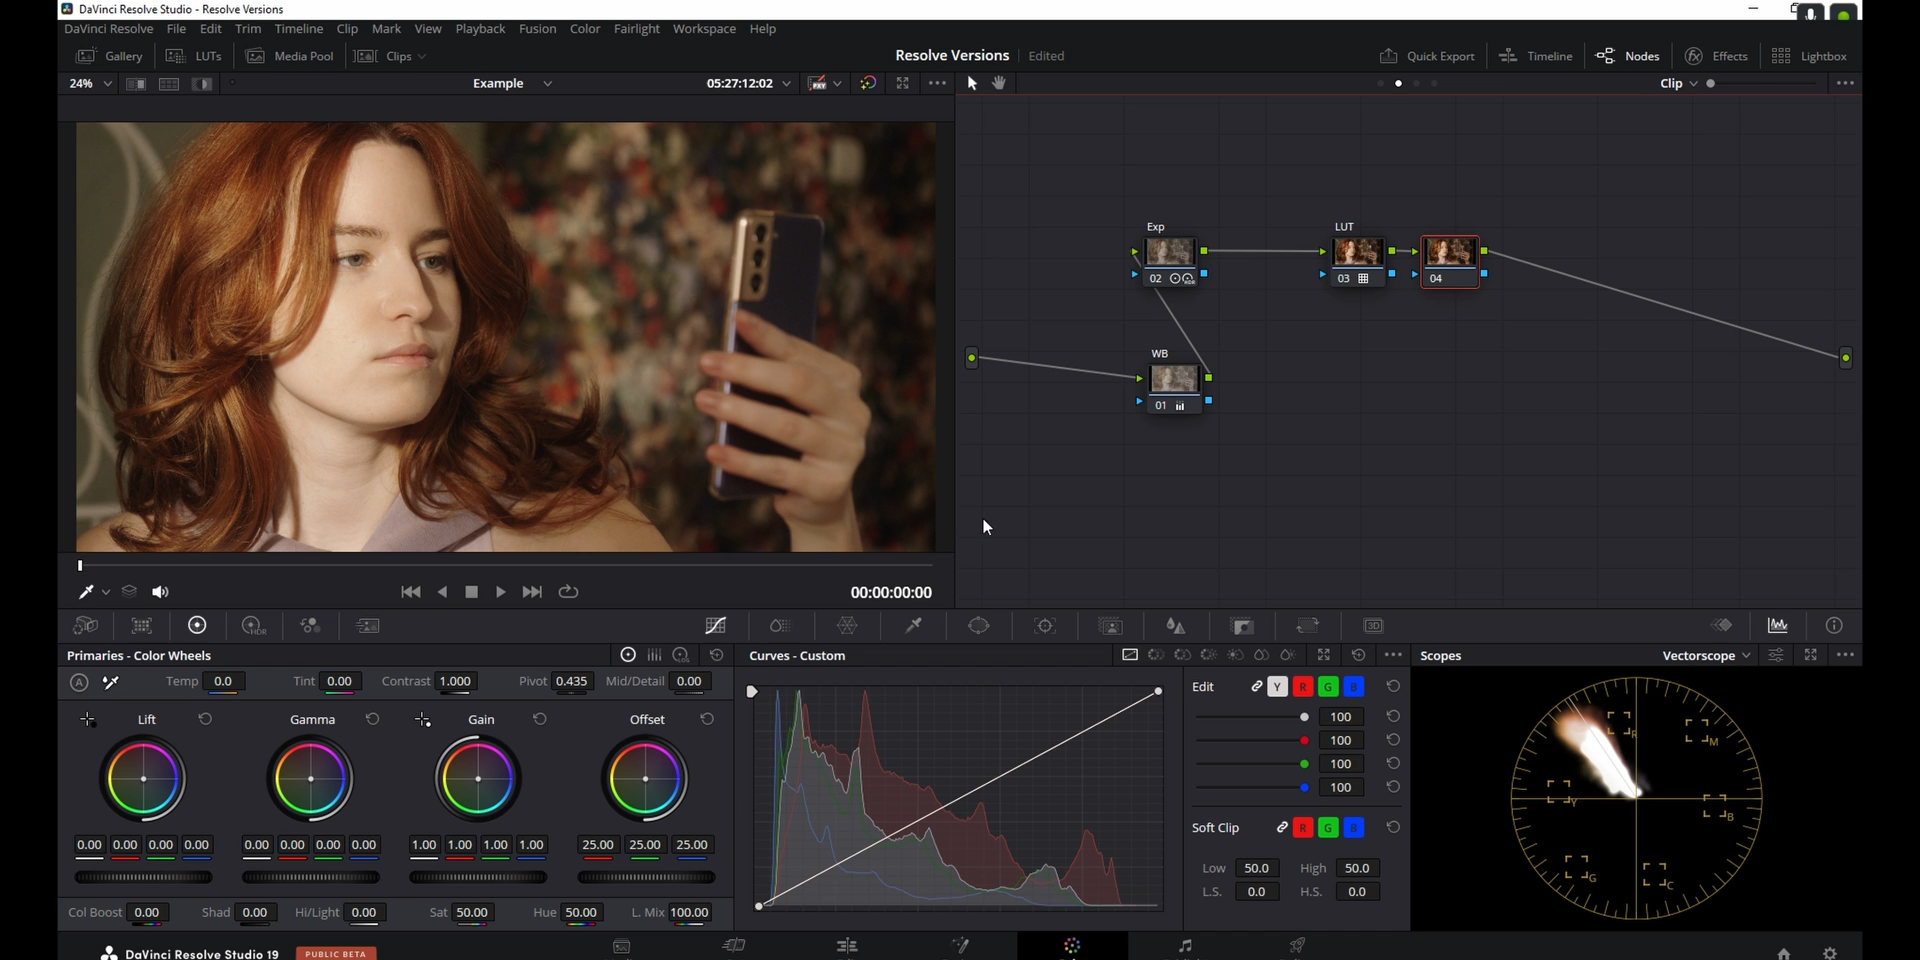 DaVinci Resolve Studio - Resolve Versions
DaVinci Resolve File Edit Trim Timeline Clip Mark View Playback Fusion Color Fairlight Workspace Help
Gallery LUTs Media Pool Clips Resolve Versions Edited Quick Export Timeline Nodes Effects Lightbox
24% Example 05:27:12:02 Clip
Exp
02
LUT
03
04
WB
01
00:00:00:00
HDR
3D
Primaries - Color Wheels
Temp 0.0 Tint 0.00 Contrast 1.000 Pivot 0.435 Mid/Detail 0.00
A
Lift Gamma Gain Offset
0.00 0.00 0.00 0.00 0.00 0.00 0.00 0.00 1.00 1.00 1.00 1.00 25.00 25.00 25.00
Col Boost 0.00 Shad 0.00 Hi/Light 0.00 Sat 50.00 Hue 50.00 L. Mix 100.00
Curves - Custom
Edit Y R G B
100
100
100
100
Soft Clip R G B
Low 50.0 High 50.0
L.S. 0.0 H.S. 0.0
Scopes Vectorscope
R
M
Y
B
G
C
DaVinci Resolve Studio 19 PUBLIC BETA